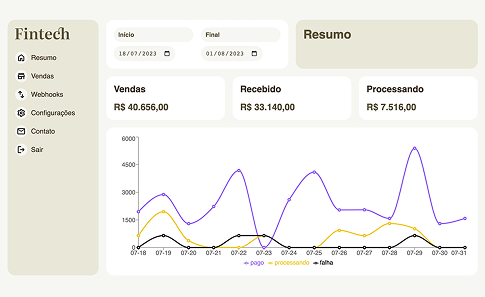 Fintech
Resumo
Vendas
Webhooks
Configurações
Contato
Sair
Início
Final
18/07/2023
01/08/2023
Resumo
Vendas
R$ 40.656,00
Recebido
R$ 33.140,00
Processando
R$ 7.516,00
6000
4500
3000
1500
0
07-18 07-19 07-20 07-21 07-22 07-23 07-24 07-25 07-26 07-27 07-28 07-29 07-30 07-31
pago processando falha